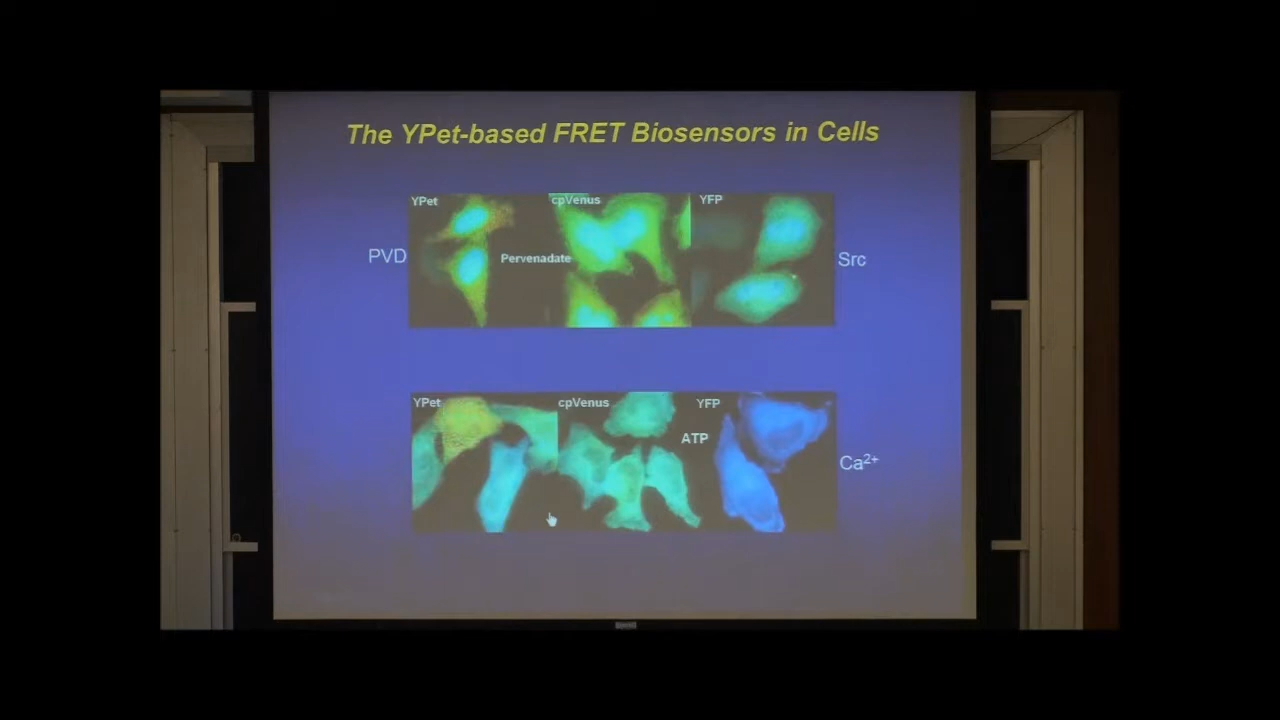 The YPet-based FRET Biosensors in Cells
YPet
cpVenus
YFP
PVD
Pervenadate
Src
YPet
cpVenus
YFP
ATP
Ca²⁺